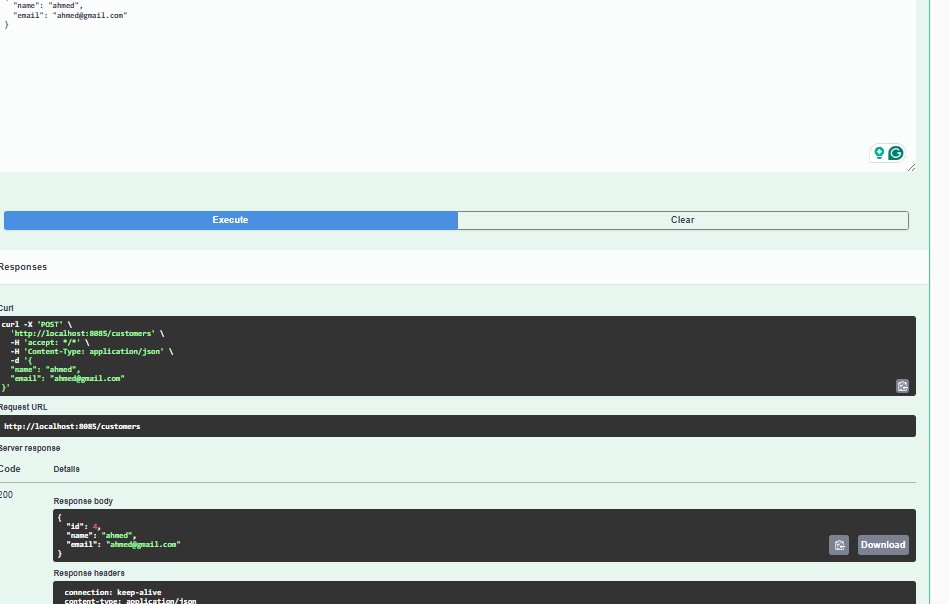 "name": "ahmed",
"email": "ahmed@gmail.com"
}
Execute
Clear
Responses
Curl
curl -X 'POST' \
'http://localhost:8085/customers' \
-H 'accept: */*' \
-H 'Content-Type: application/json' \
-d '{
"name": "ahmed",
"email": "ahmed@gmail.com"
}'
Request URL
http://localhost:8085/customers
Server response
Code
Details
200
Response body
{
"id": 4,
"name": "ahmed",
"email": "ahmed@gmail.com"
}
Download
Response headers
connection: keep-alive
content-type: application/json